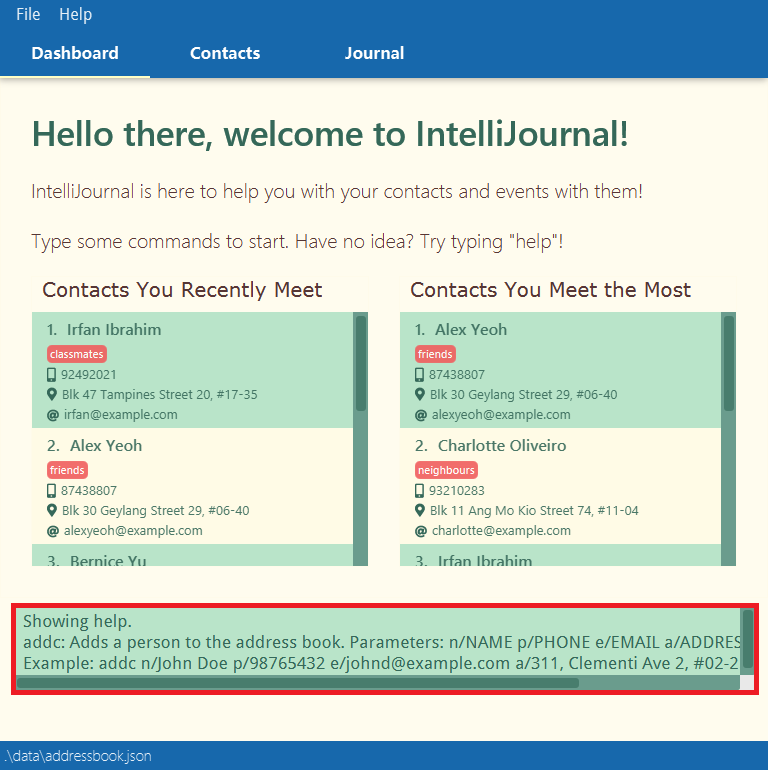 File Help
Dashboard Contacts Journal
Hello there, welcome to IntelliJournal!
IntelliJournal is here to help you with your contacts and events with them!
Type some commands to start. Have no idea? Try typing "help"!
Contacts You Recently Meet
1. Irfan Ibrahim
classmates
92492021
Blk 47 Tampines Street 20, #17-35
@ irfan@example.com
2. Alex Yeoh
friends
87438807
Blk 30 Geylang Street 29, #06-40
@ alexyeoh@example.com
3. Bernice Yu
Contacts You Meet the Most
1. Alex Yeoh
friends
87438807
Blk 30 Geylang Street 29, #06-40
@ alexyeoh@example.com
2. Charlotte Oliveiro
neighbours
93210283
Blk 11 Ang Mo Kio Street 74, #11-04
@ charlotte@example.com
3. Irfan Ibrahim
Showing help.
addc: Adds a person to the address book. Parameters: n/NAME p/PHONE e/EMAIL a/ADDRES
Example: addc n/John Doe p/98765432 e/johnd@example.com a/311, Clementi Ave 2, #02-2
.\data\addressbook.json